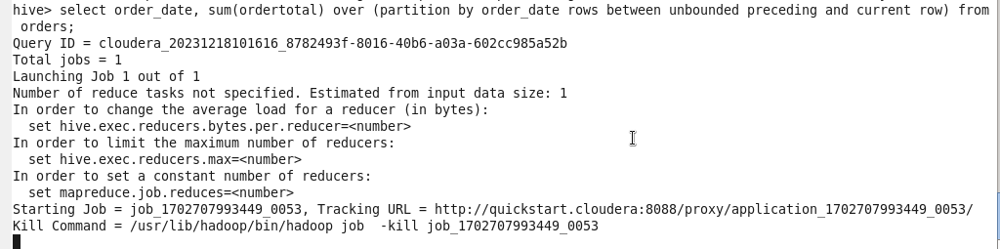 hive> select order_date, sum(ordertotal) over (partition by order_date rows between unbounded preceding and current row) from
 orders;
Query ID = cloudera_20231218101616_8782493f-8016-40b6-a03a-602cc985a52b
Total jobs = 1
Launching Job 1 out of 1
Number of reduce tasks not specified. Estimated from input data size: 1
In order to change the average load for a reducer (in bytes):
  set hive.exec.reducers.bytes.per.reducer=<number>
In order to limit the maximum number of reducers:
  set hive.exec.reducers.max=<number>
In order to set a constant number of reducers:
  set mapreduce.job.reduces=<number>
Starting Job = job_1702707993449_0053, Tracking URL = http://quickstart.cloudera:8088/proxy/application_1702707993449_0053/
Kill Command = /usr/lib/hadoop/bin/hadoop job  -kill job_1702707993449_0053